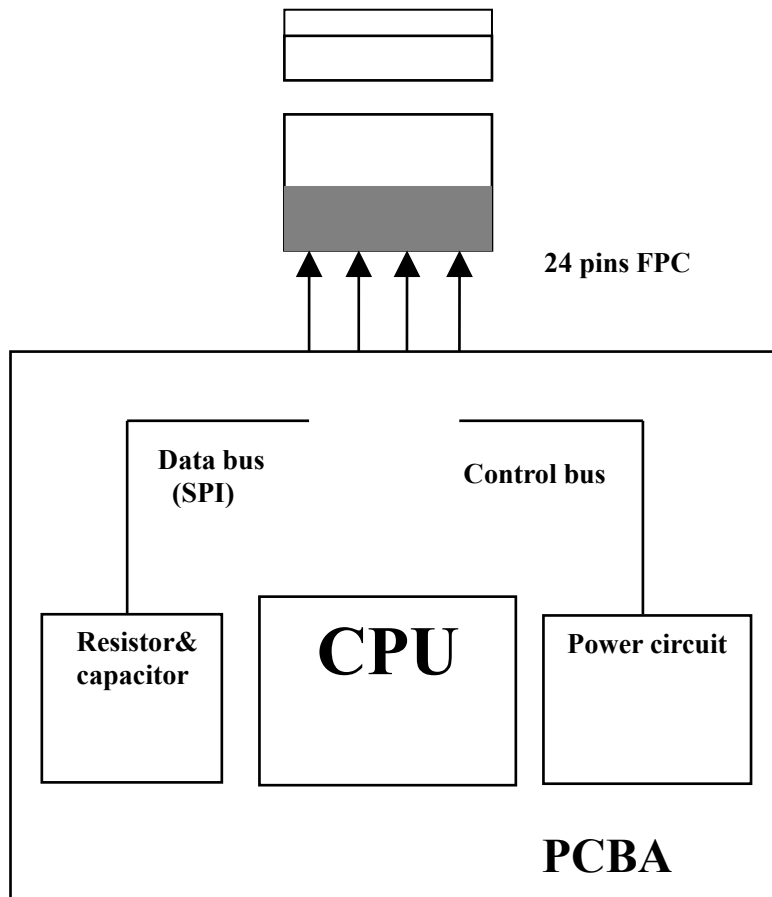 24 pins FPC
Data bus
(SPI)
Control bus
Resistor&
capacitor
CPU
Power circuit
PCBA